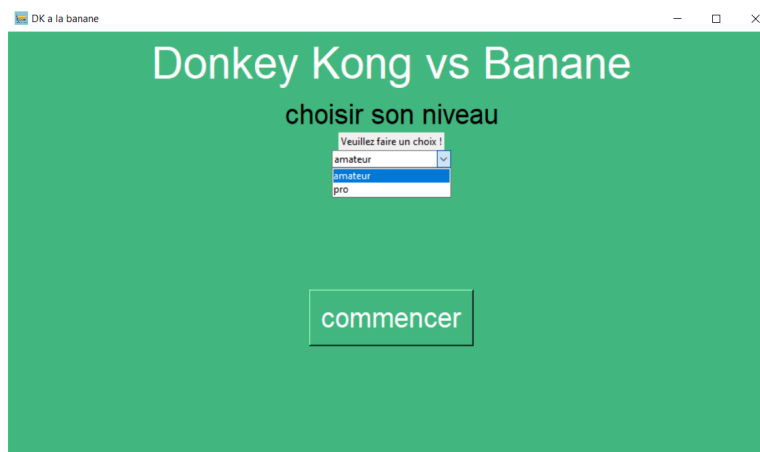 DK a la banane
Donkey Kong vs Banane
choisir son niveau
Veuillez faire un choix !
amateur
amateur
pro
commencer